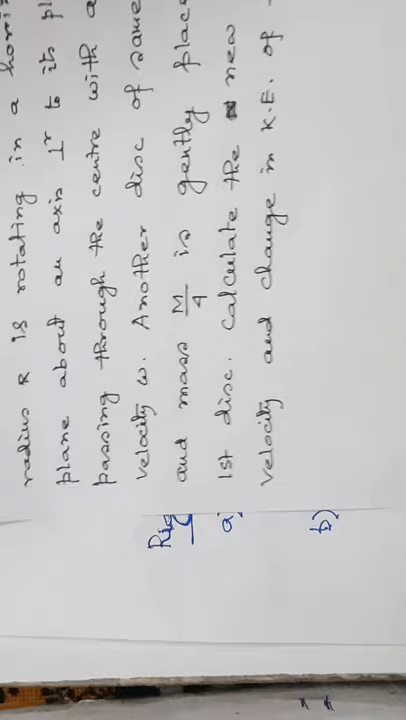 radius R is rotating in a
plane about an axis ⊥r to its
passing through the centre with a
velocity ω. Another disc of same
and mass M/4 is gently
1st disc. Calculate the new
velocity and change in K.E. of
a)
b)